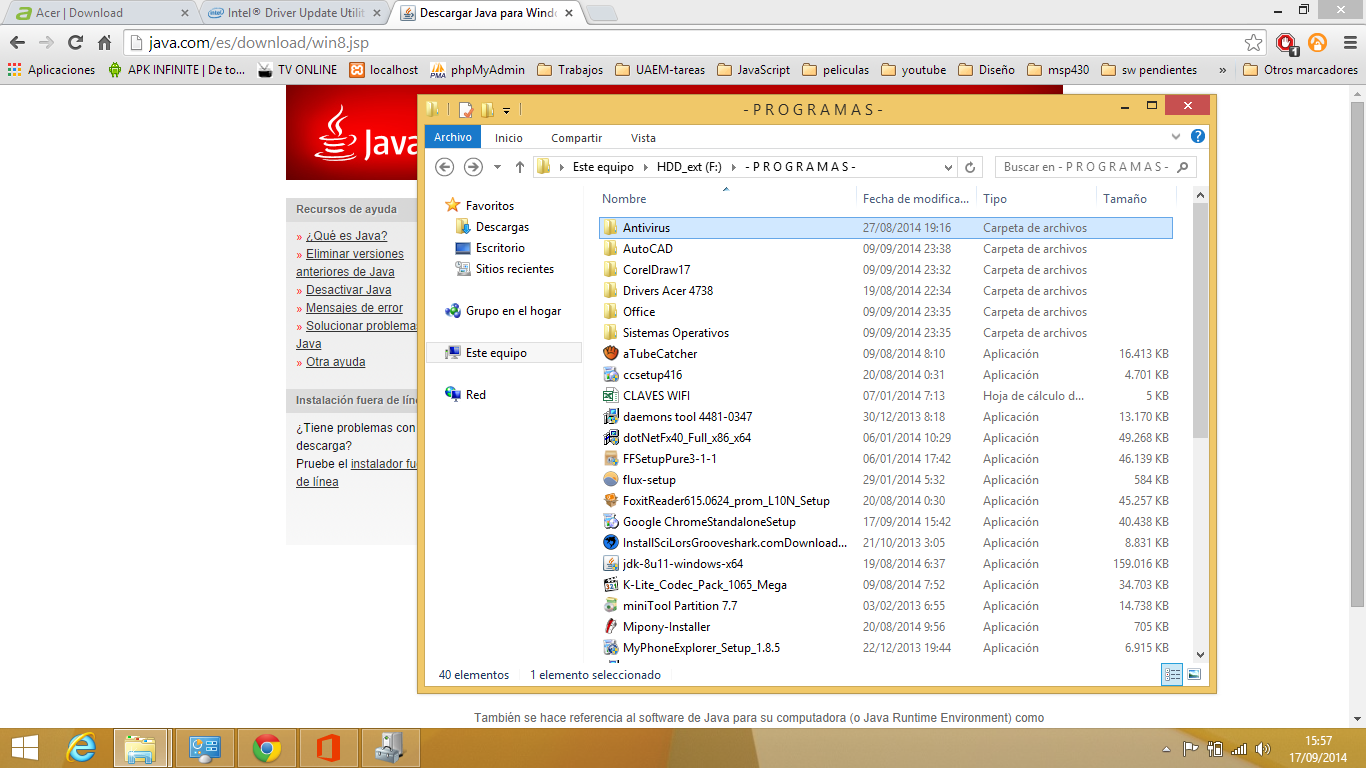 Acer | Download
Intel® Driver Update Utilit
Descargar Java para Windo
java.com/es/download/win8.jsp
1
Aplicaciones
APK INFINITE | De to...
TV ONLINE
localhost
phpMyAdmin
Trabajos
UAEM-tareas
JavaScript
peliculas
youtube
Diseño
msp430
sw pendientes
»
Otros marcadores
Java
Recursos de ayuda
» ¿Qué es Java?
» Eliminar versiones
anteriores de Java
» Desactivar Java
» Mensajes de error
» Solucionar problema
Java
» Otra ayuda
Instalación fuera de líne
¿Tiene problemas con
descarga?
Pruebe el instalador fu
de línea
- P R O G R A M A S -
Archivo
Inicio
Compartir
Vista
Este equipo
HDD_ext (F:)
- P R O G R A M A S -
Buscar en - P R O G R A M A S -
Favoritos
Descargas
Escritorio
Sitios recientes
Grupo en el hogar
Este equipo
Red
Nombre Fecha de modifica... Tipo Tamaño
Antivirus 27/08/2014 19:16 Carpeta de archivos
AutoCAD 09/09/2014 23:38 Carpeta de archivos
CorelDraw17 09/09/2014 23:32 Carpeta de archivos
Drivers Acer 4738 19/08/2014 22:34 Carpeta de archivos
Office 09/09/2014 23:35 Carpeta de archivos
Sistemas Operativos 09/09/2014 23:35 Carpeta de archivos
aTubeCatcher 09/08/2014 8:10 Aplicación 16.413 KB
ccsetup416 20/08/2014 0:31 Aplicación 4.701 KB
CLAVES WIFI 07/01/2014 7:13 Hoja de cálculo d... 5 KB
daemons tool 4481-0347 30/12/2013 8:18 Aplicación 13.170 KB
dotNetFx40_Full_x86_x64 06/01/2014 10:29 Aplicación 49.268 KB
FFSetupPure3-1-1 06/01/2014 17:42 Aplicación 46.139 KB
flux-setup 29/01/2014 5:32 Aplicación 584 KB
FoxitReader615.0624_prom_L10N_Setup 20/08/2014 0:30 Aplicación 45.257 KB
Google ChromeStandaloneSetup 17/09/2014 15:42 Aplicación 40.438 KB
InstallSciLorsGrooveshark.comDownload... 21/10/2013 3:05 Aplicación 8.831 KB
jdk-8u11-windows-x64 19/08/2014 6:37 Aplicación 159.016 KB
K-Lite_Codec_Pack_1065_Mega 09/08/2014 7:52 Aplicación 34.703 KB
miniTool Partition 7.7 03/02/2013 6:55 Aplicación 14.738 KB
Mipony-Installer 20/08/2014 9:56 Aplicación 705 KB
MyPhoneExplorer_Setup_1.8.5 22/12/2013 19:44 Aplicación 6.915 KB
40 elementos
1 elemento seleccionado
También se hace referencia al software de Java para su computadora (o Java Runtime Environment) como
15:57
17/09/2014